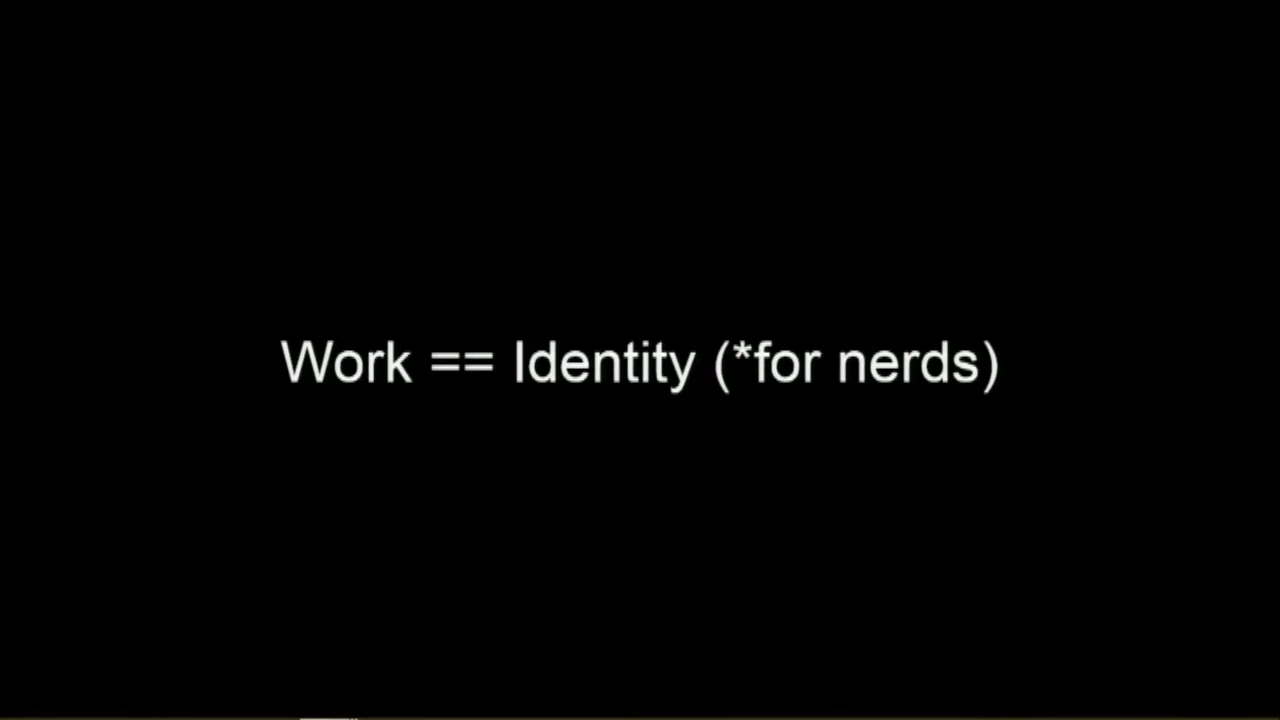 Work == Identity (*for nerds)